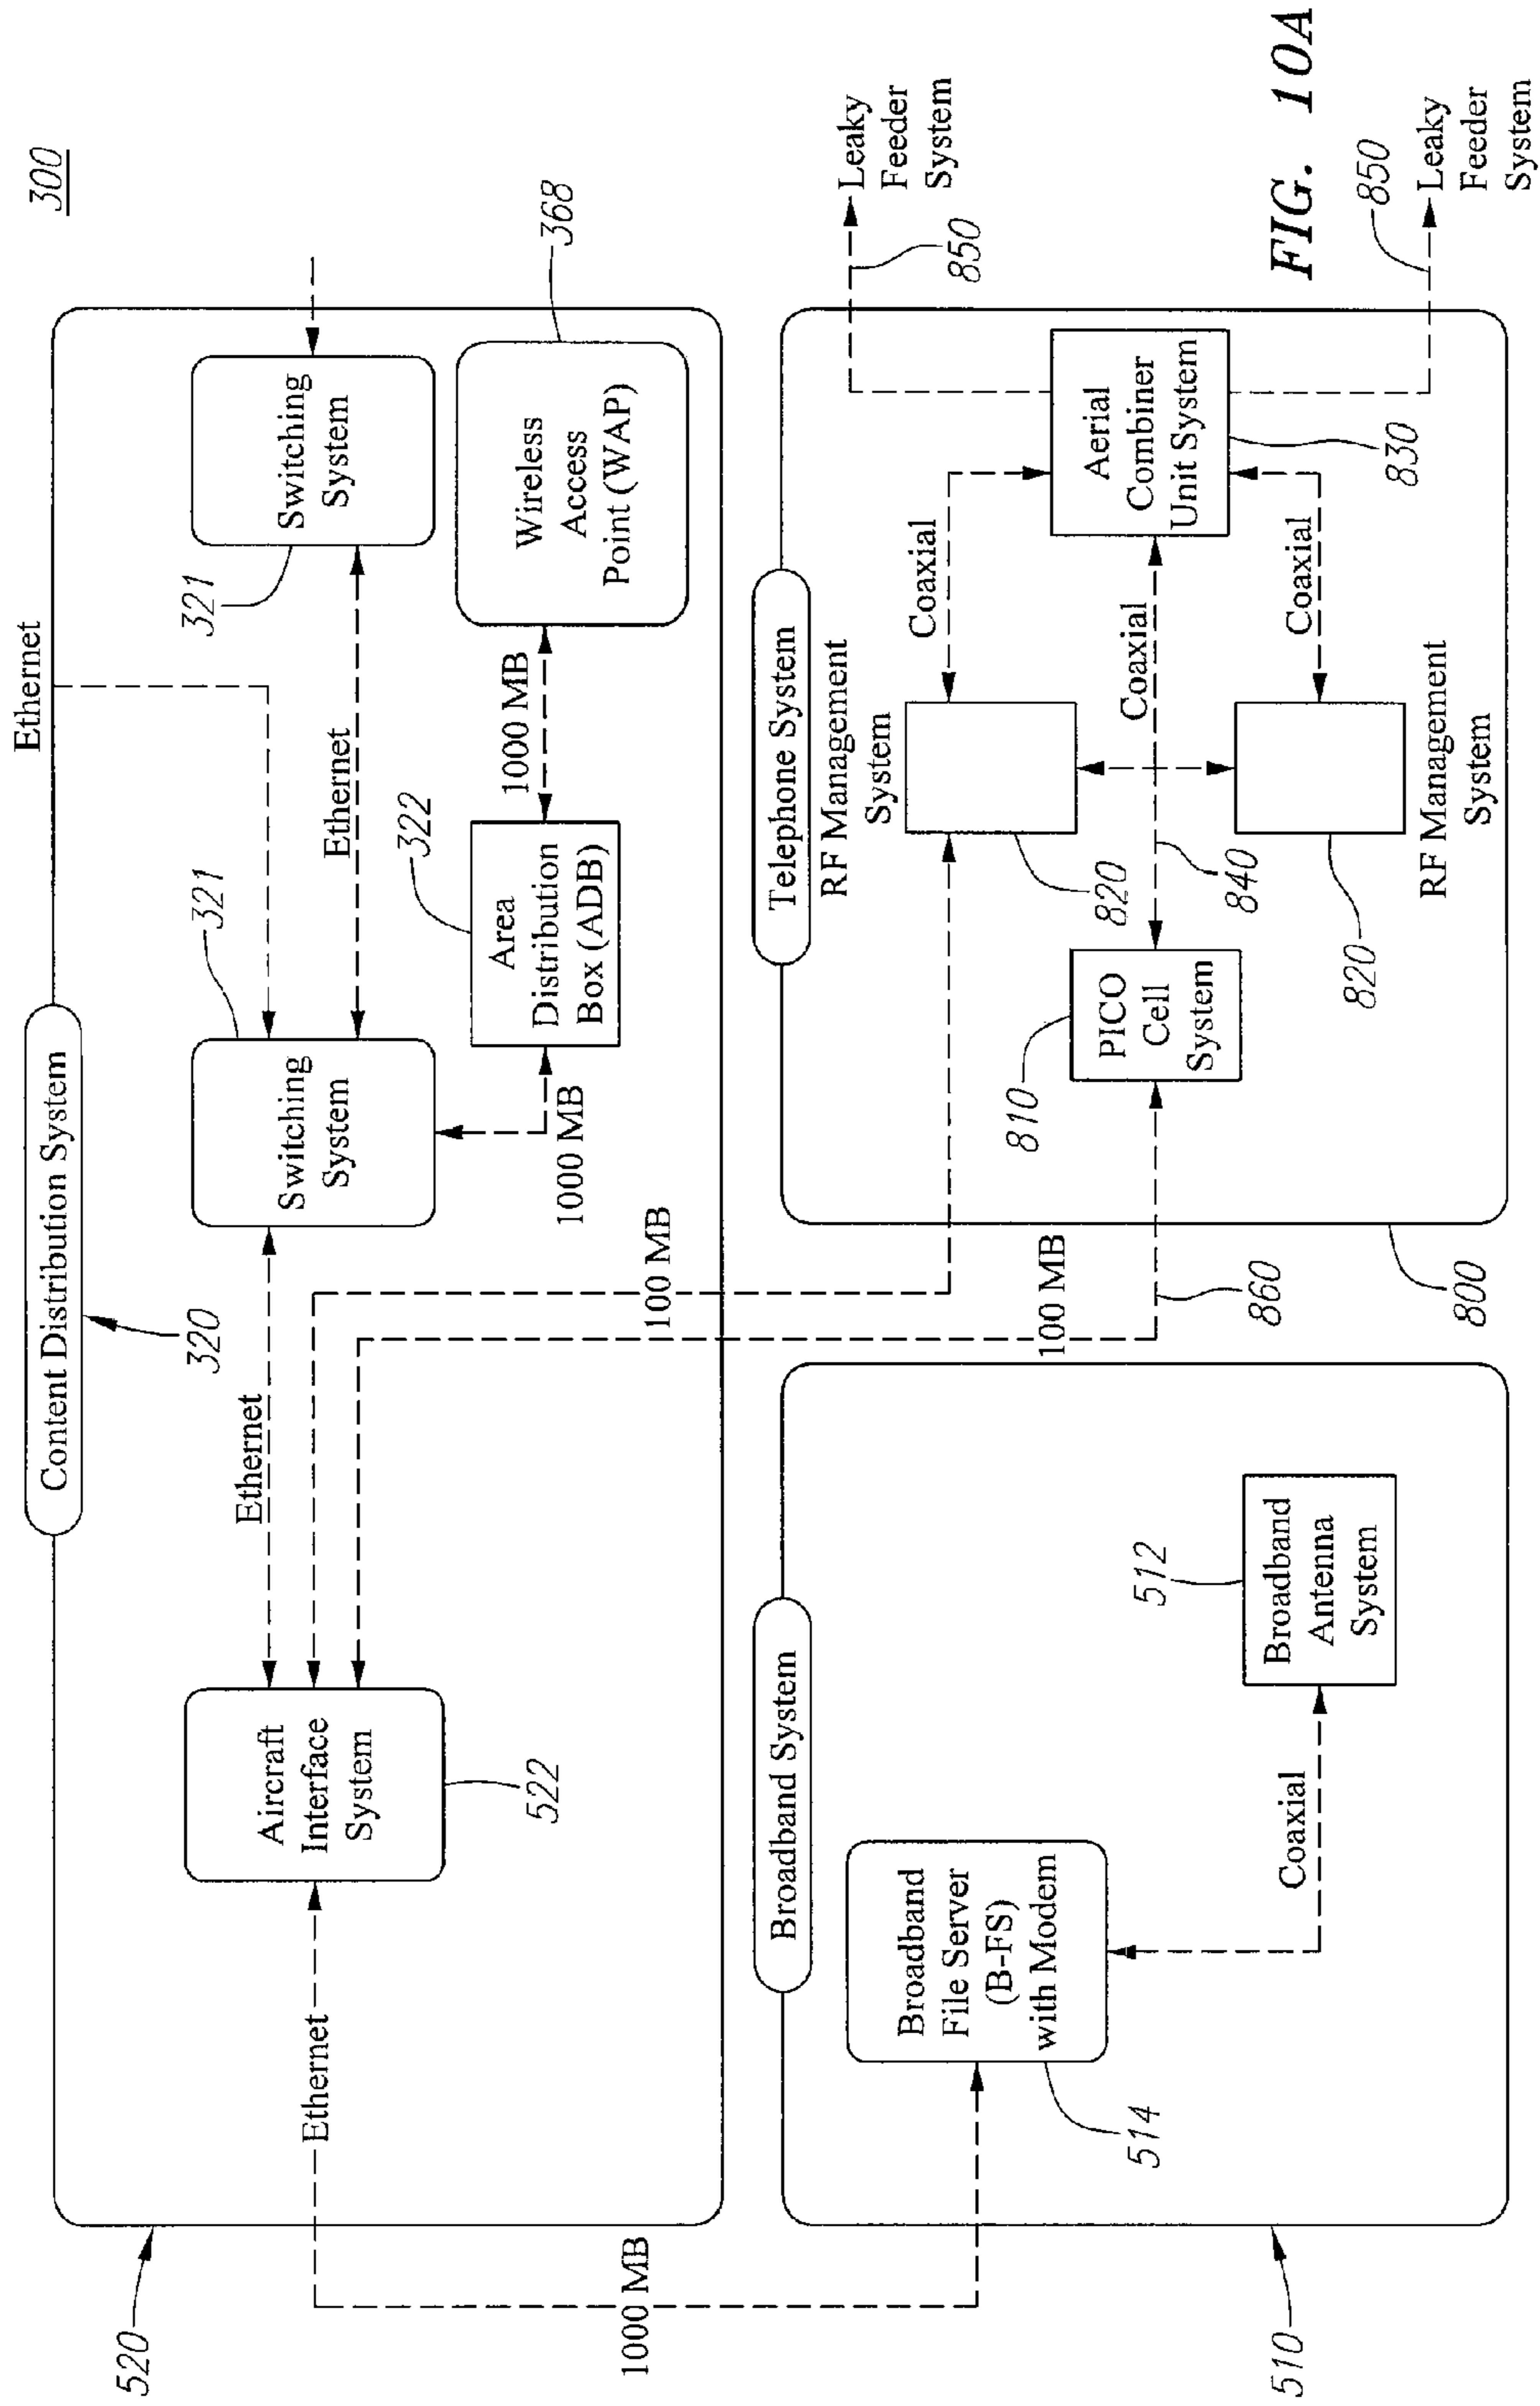 300
Ethernet
Content Distribution System
320
520
Aircraft
Interface
System
522
Ethernet
Ethernet
Switching
System
321
Ethernet
Switching
System
321
1000 MB
Area
Distribution
Box (ADB)
322
1000 MB
Wireless
Access
Point (WAP)
368
1000 MB
100 MB
100 MB
860
Broadband System
Broadband
File Server
(B-FS)
with Modem
514
Coaxial
Broadband
Antenna
System
512
510
Telephone System
RF Management
System
820
PICO
Cell
System
810
840
Coaxial
Coaxial
Coaxial
Aerial
Combiner
Unit System
830
820
RF Management
System
800
850
Leaky
Feeder
System
850
Leaky
Feeder
System
FIG. 10A